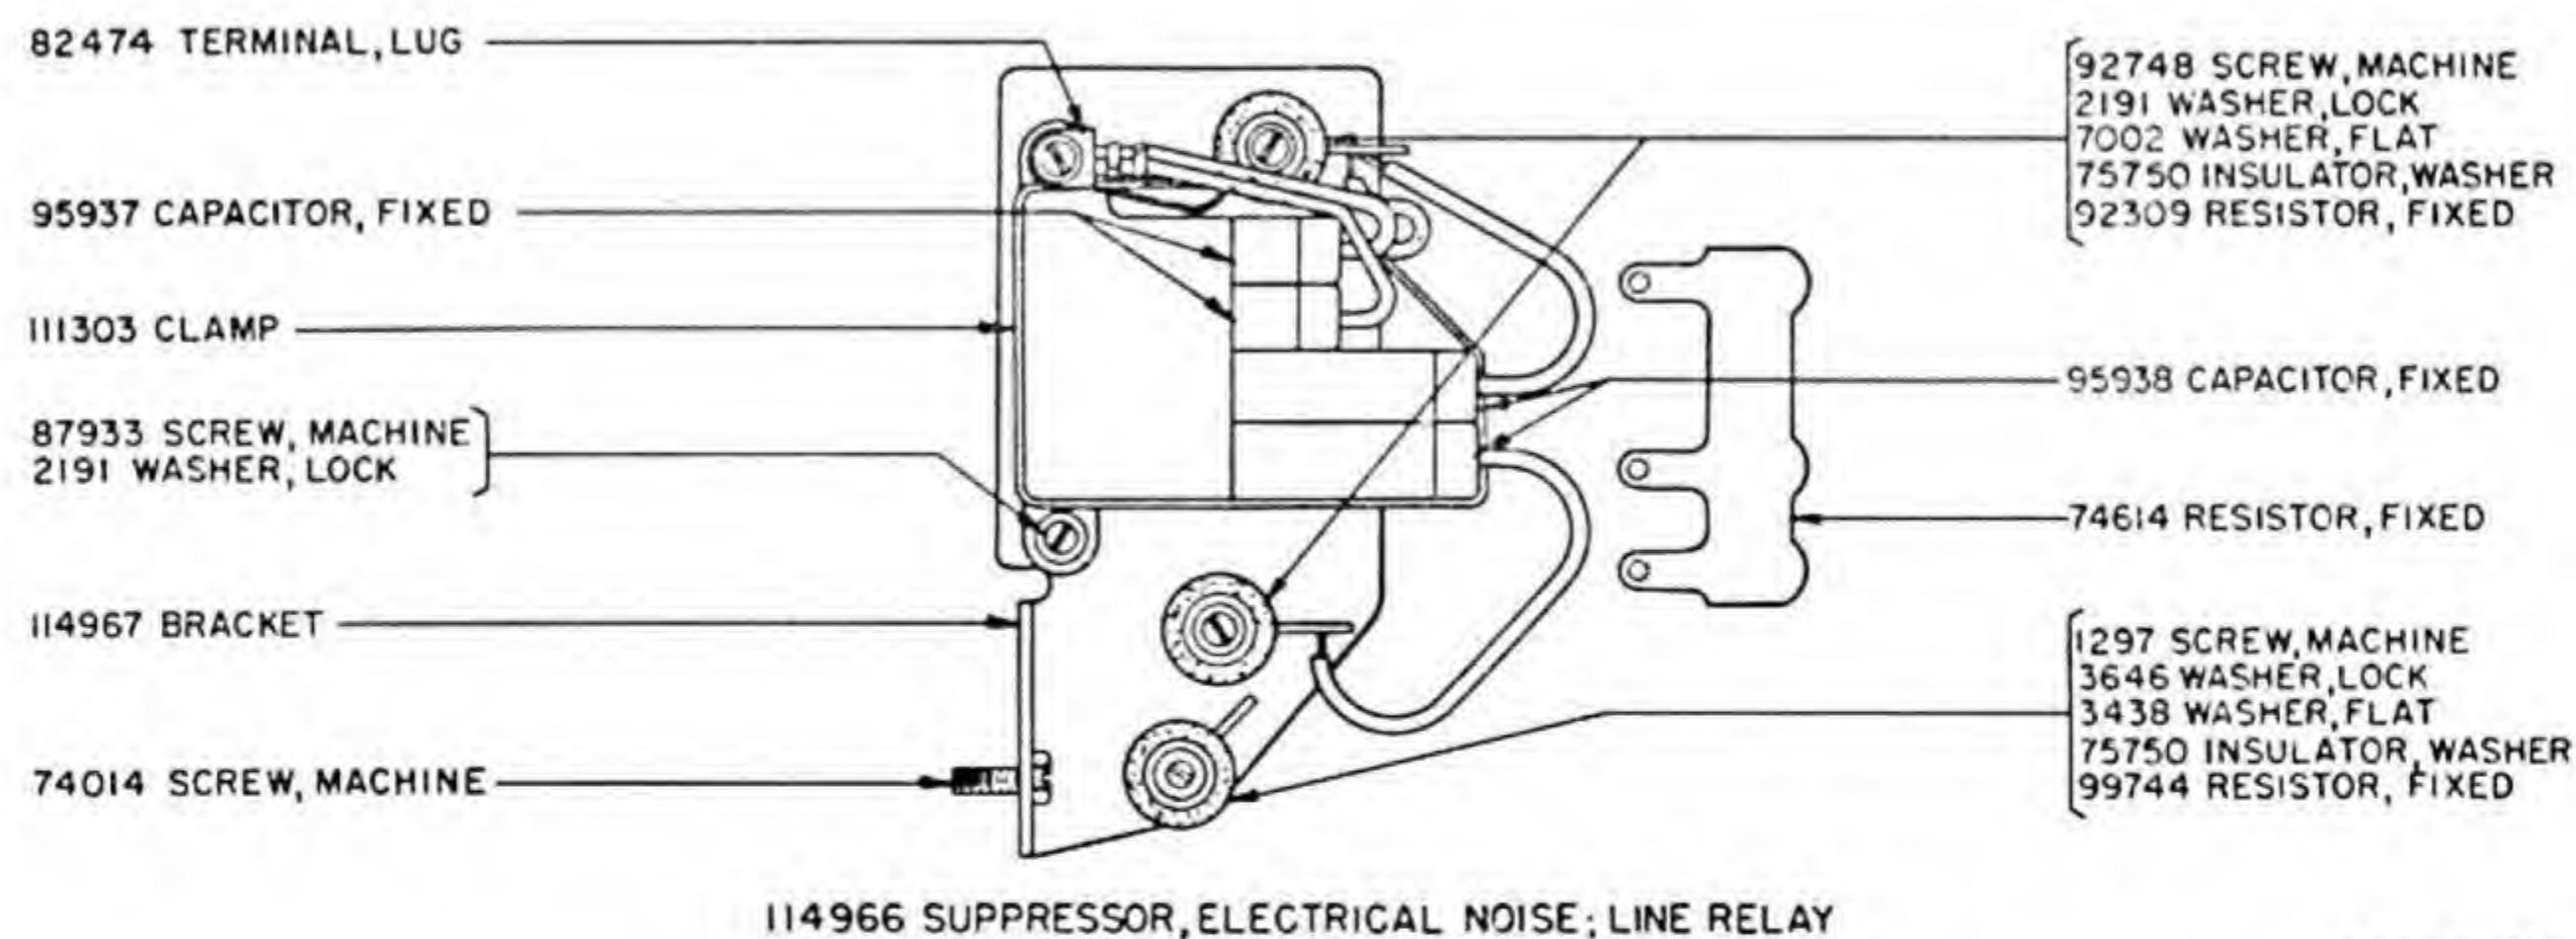 82474 TERMINAL, LUG
95937 CAPACITOR, FIXED
111303 CLAMP
87933 SCREW, MACHINE
2191 WASHER, LOCK
114967 BRACKET
74014 SCREW, MACHINE
92748 SCREW, MACHINE
2191 WASHER, LOCK
7002 WASHER, FLAT
75750 INSULATOR, WASHER
92309 RESISTOR, FIXED
95938 CAPACITOR, FIXED
74614 RESISTOR, FIXED
1297 SCREW, MACHINE
3646 WASHER, LOCK
3438 WASHER, FLAT
75750 INSULATOR, WASHER
99744 RESISTOR, FIXED
114966 SUPPRESSOR, ELECTRICAL NOISE; LINE RELAY